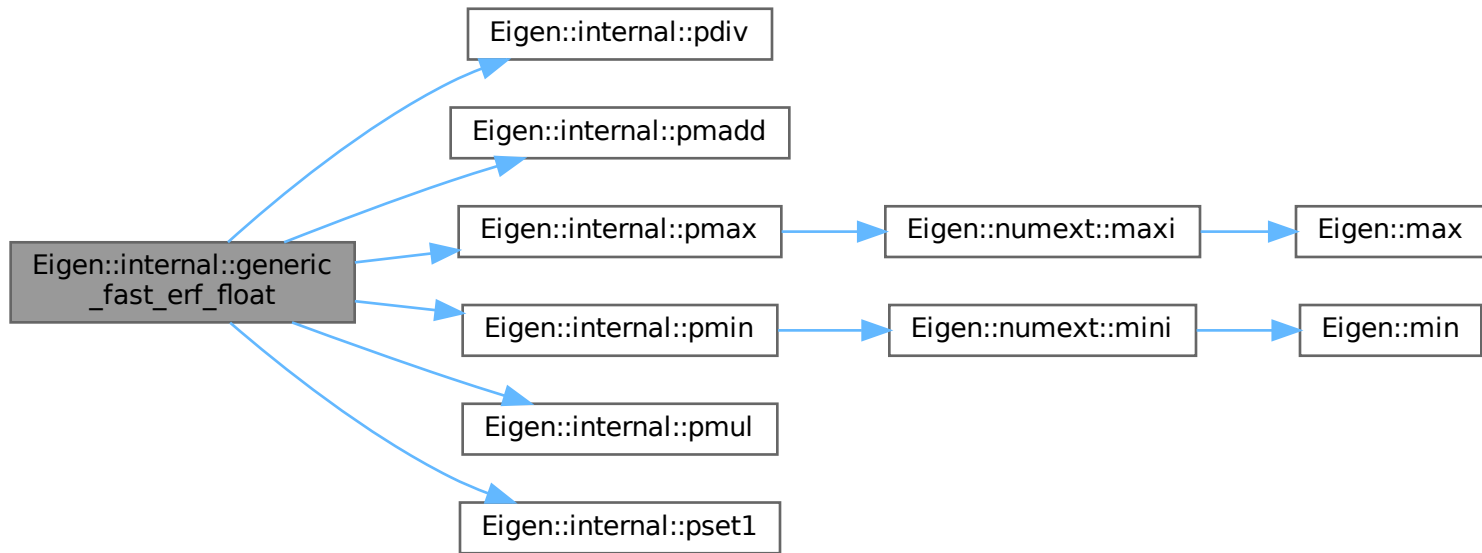 Eigen::internal::pdiv
Eigen::internal::pmadd
Eigen::internal::pmax
Eigen::numext::maxi
Eigen::max
Eigen::internal::generic
_fast_erf_float
Eigen::internal::pmin
Eigen::numext::mini
Eigen::min
Eigen::internal::pmul
Eigen::internal::pset1